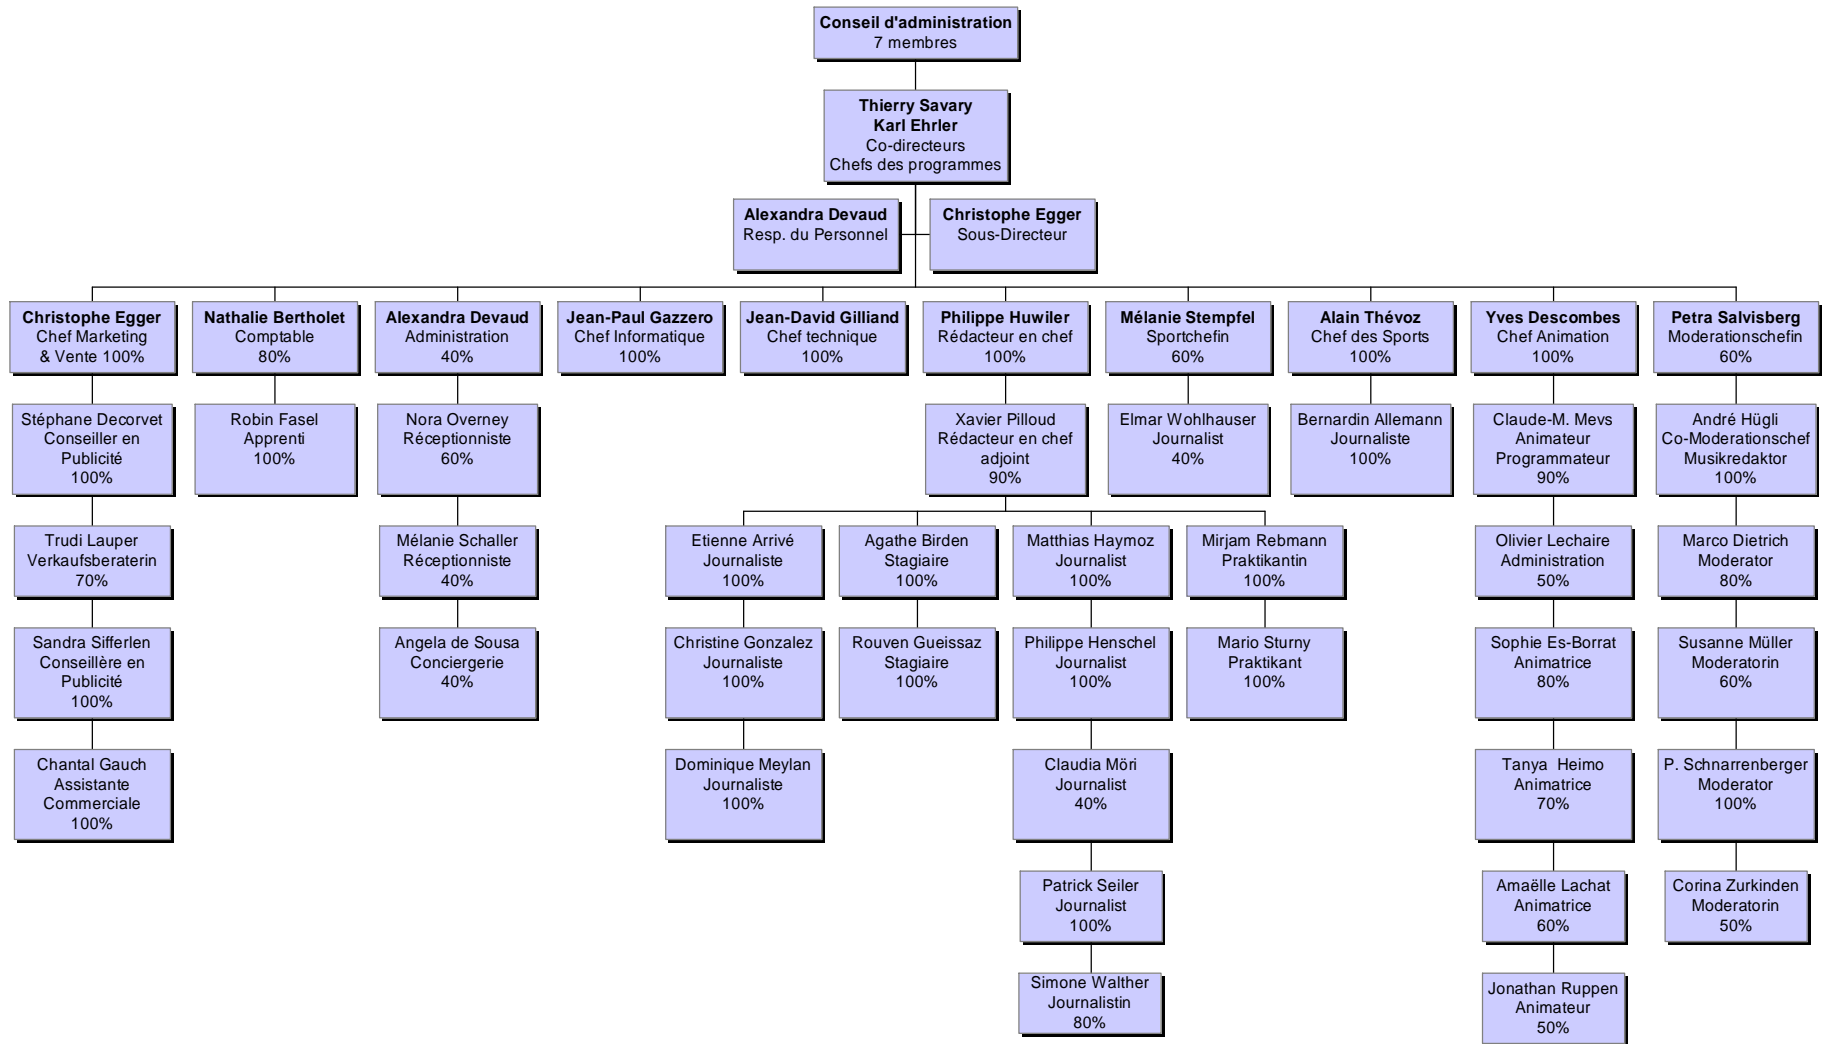 Conseil d'administration
7 membres
Thierry Savary
Karl Ehrler
Co-directeurs
Chefs des programmes
Alexandra Devaud
Resp. du Personnel
Christophe Egger
Sous-Directeur
Christophe Egger
Chef Marketing
& Vente 100%
Nathalie Bertholet
Comptable
80%
Alexandra Devaud
Administration
40%
Jean-Paul Gazzero
Chef Informatique
100%
Jean-David Gilliand
Chef technique
100%
Philippe Huwiler
Rédacteur en chef
100%
Mélanie Stempfel
Sportchefin
60%
Alain Thévoz
Chef des Sports
100%
Yves Descombes
Chef Animation
100%
Petra Salvisberg
Moderationschefin
60%
Stéphane Decorvet
Conseiller en
Publicité
100%
Robin Fasel
Apprenti
100%
Nora Overney
Réceptionniste
60%
Xavier Pilloud
Rédacteur en chef
adjoint
90%
Elmar Wohlhauser
Journalist
40%
Bernardin Allemann
Journaliste
100%
Claude-M. Mevs
Animateur
Programmateur
90%
André Hügli
Co-Moderationschef
Musikredaktor
100%
Trudi Lauper
Verkaufsberaterin
70%
Mélanie Schaller
Réceptionniste
40%
Etienne Arrivé
Journaliste
100%
Agathe Birden
Stagiaire
100%
Matthias Haymoz
Journalist
100%
Mirjam Rebmann
Praktikantin
100%
Olivier Lechaire
Administration
50%
Marco Dietrich
Moderator
80%
Sandra Sifferlen
Conseillère en
Publicité
100%
Angela de Sousa
Conciergerie
40%
Christine Gonzalez
Journaliste
100%
Rouven Gueissaz
Stagiaire
100%
Philippe Henschel
Journalist
100%
Mario Sturny
Praktikant
100%
Sophie Es-Borrat
Animatrice
80%
Susanne Müller
Moderatorin
60%
Chantal Gauch
Assistante
Commerciale
100%
Dominique Meylan
Journaliste
100%
Claudia Möri
Journalist
40%
Tanya Heimo
Animatrice
70%
P. Schnarrenberger
Moderator
100%
Patrick Seiler
Journalist
100%
Amaëlle Lachat
Animatrice
60%
Corina Zurkinden
Moderatorin
50%
Simone Walther
Journalistin
80%
Jonathan Ruppen
Animateur
50%